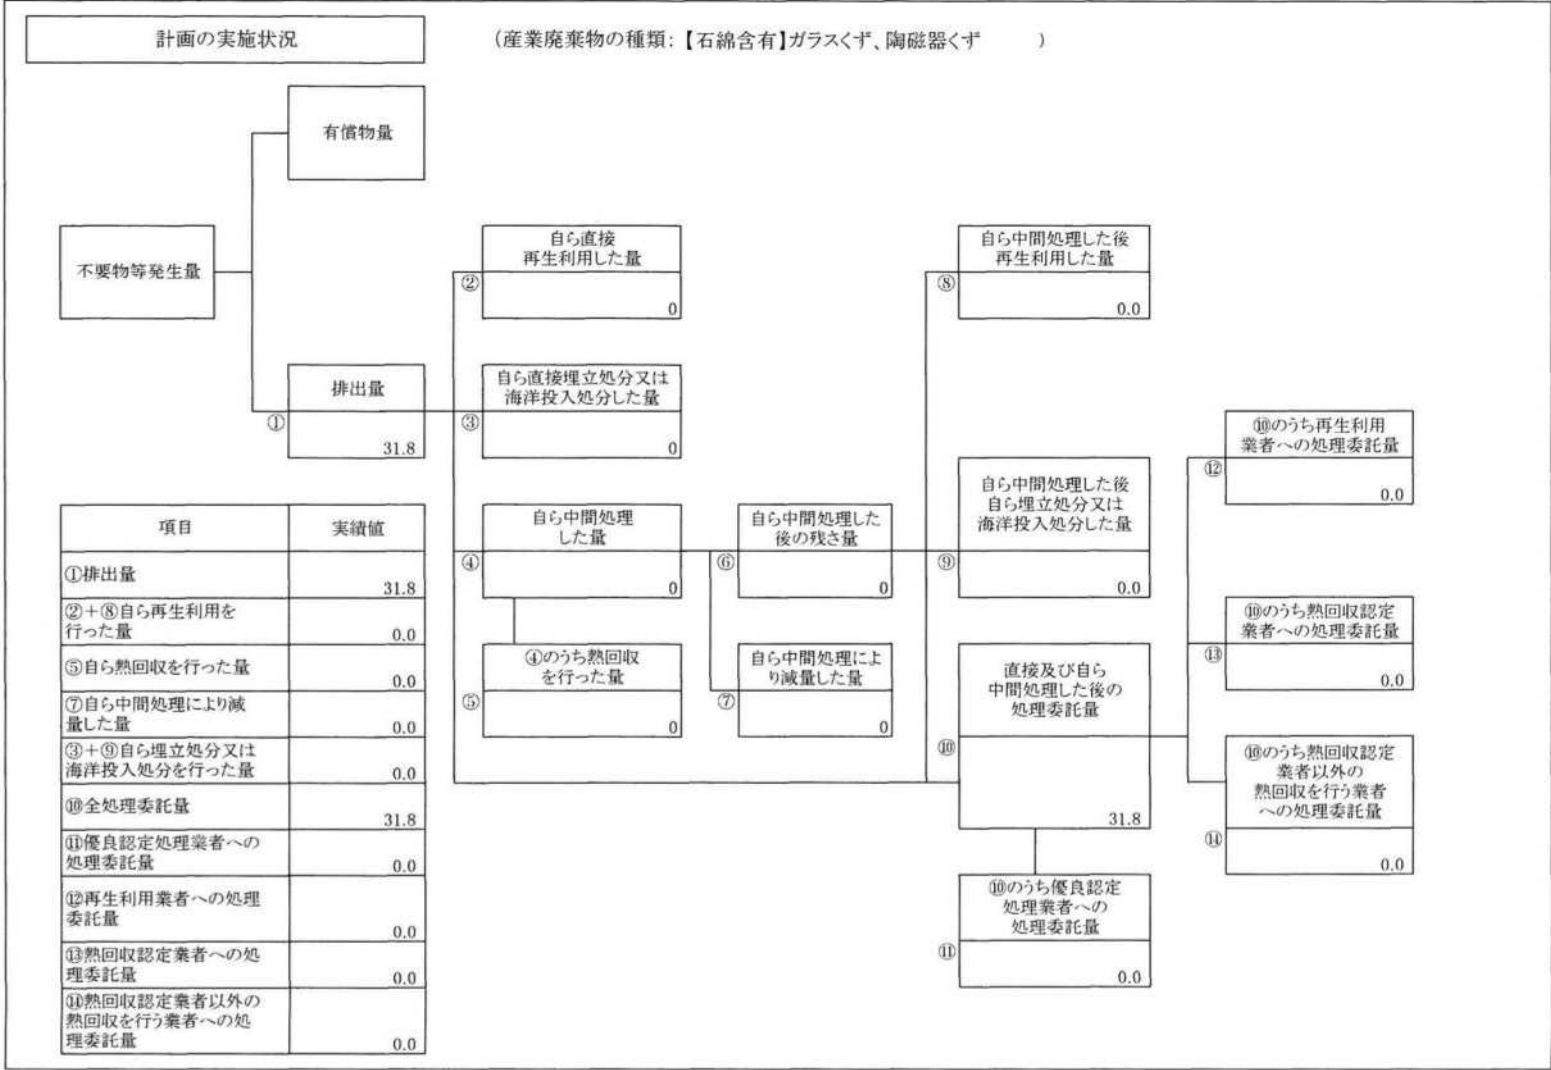 計画の実施状況
(産業廃棄物の種類:【石綿含有】ガラスくず、陶磁器くず )
有償物量
不要物等発生量
排出量
①
31.8
自ら直接
再生利用した量
②
0
自ら直接埋立処分又は
海洋投入処分した量
③
0
自ら中間処理
した量
④
0
④のうち熱回収
を行った量
⑤
0
自ら中間処理した
後の残さ量
⑥
0
自ら中間処理によ
り減量した量
⑦
0
自ら中間処理した後
再生利用した量
⑧
0.0
自ら中間処理した後
自ら埋立処分又は
海洋投入処分した量
⑨
0.0
直接及び自ら
中間処理した後の
処理委託量
⑩
31.8
⑩のうち優良認定
処理業者への
処理委託量
⑪
0.0
⑩のうち再生利用
業者への処理委託量
⑫
0.0
⑩のうち熱回収認定
業者への処理委託量
⑬
0.0
⑩のうち熱回収認定
業者以外の
熱回収を行う業者
への処理委託量
⑭
0.0
項目 実績値
①排出量
31.8
②+⑧自ら再生利用を
行った量
0.0
⑤自ら熱回収を行った量
0.0
⑦自ら中間処理により減
量した量
0.0
③+⑨自ら埋立処分又は
海洋投入処分を行った量
0.0
⑩全処理委託量
31.8
⑪優良認定処理業者への
処理委託量
0.0
⑫再生利用業者への処理
委託量
0.0
⑬熱回収認定業者への処
理委託量
0.0
⑭熱回収認定業者以外の
熱回収を行う業者への処
理委託量
0.0